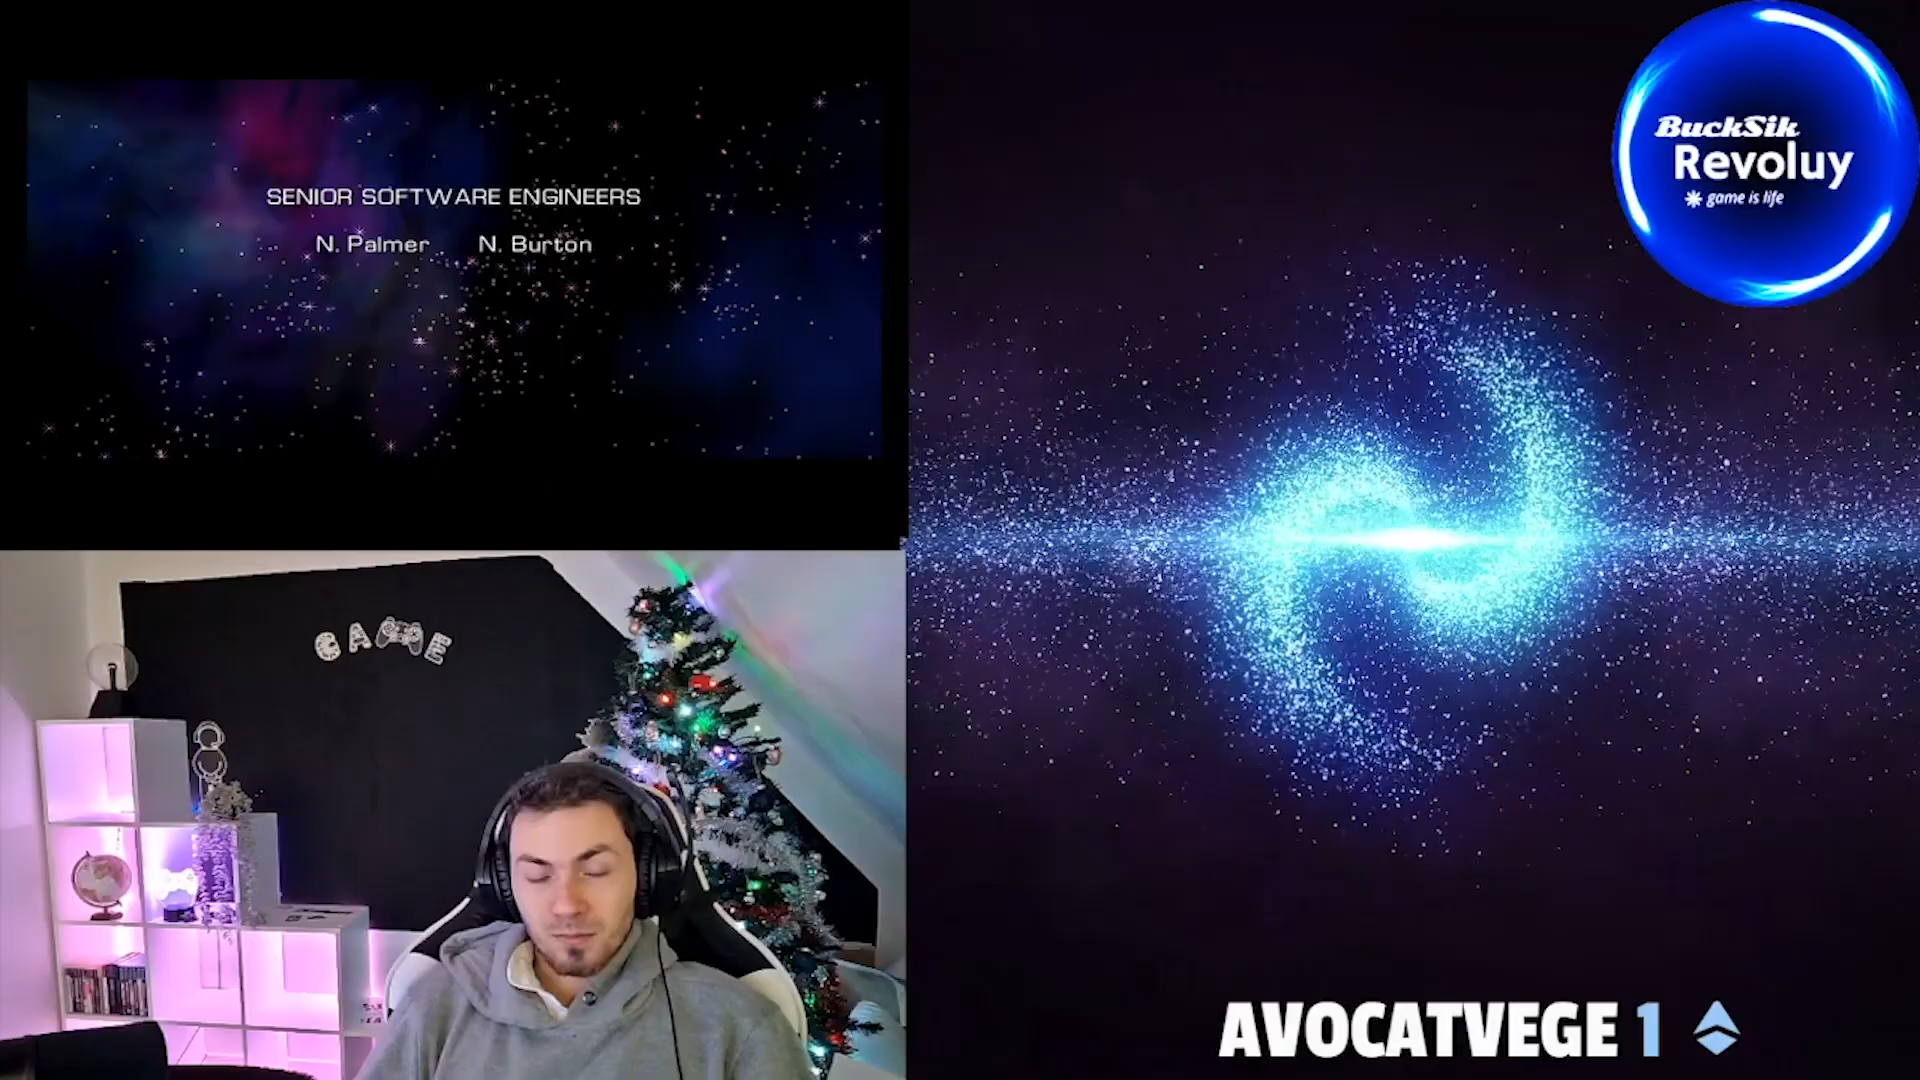 SENIOR SOFTWARE ENGINEERS
N. Palmer N. Burton
BuckSik
Revoluy
game is life
GAME
AVOCATVEGE 1